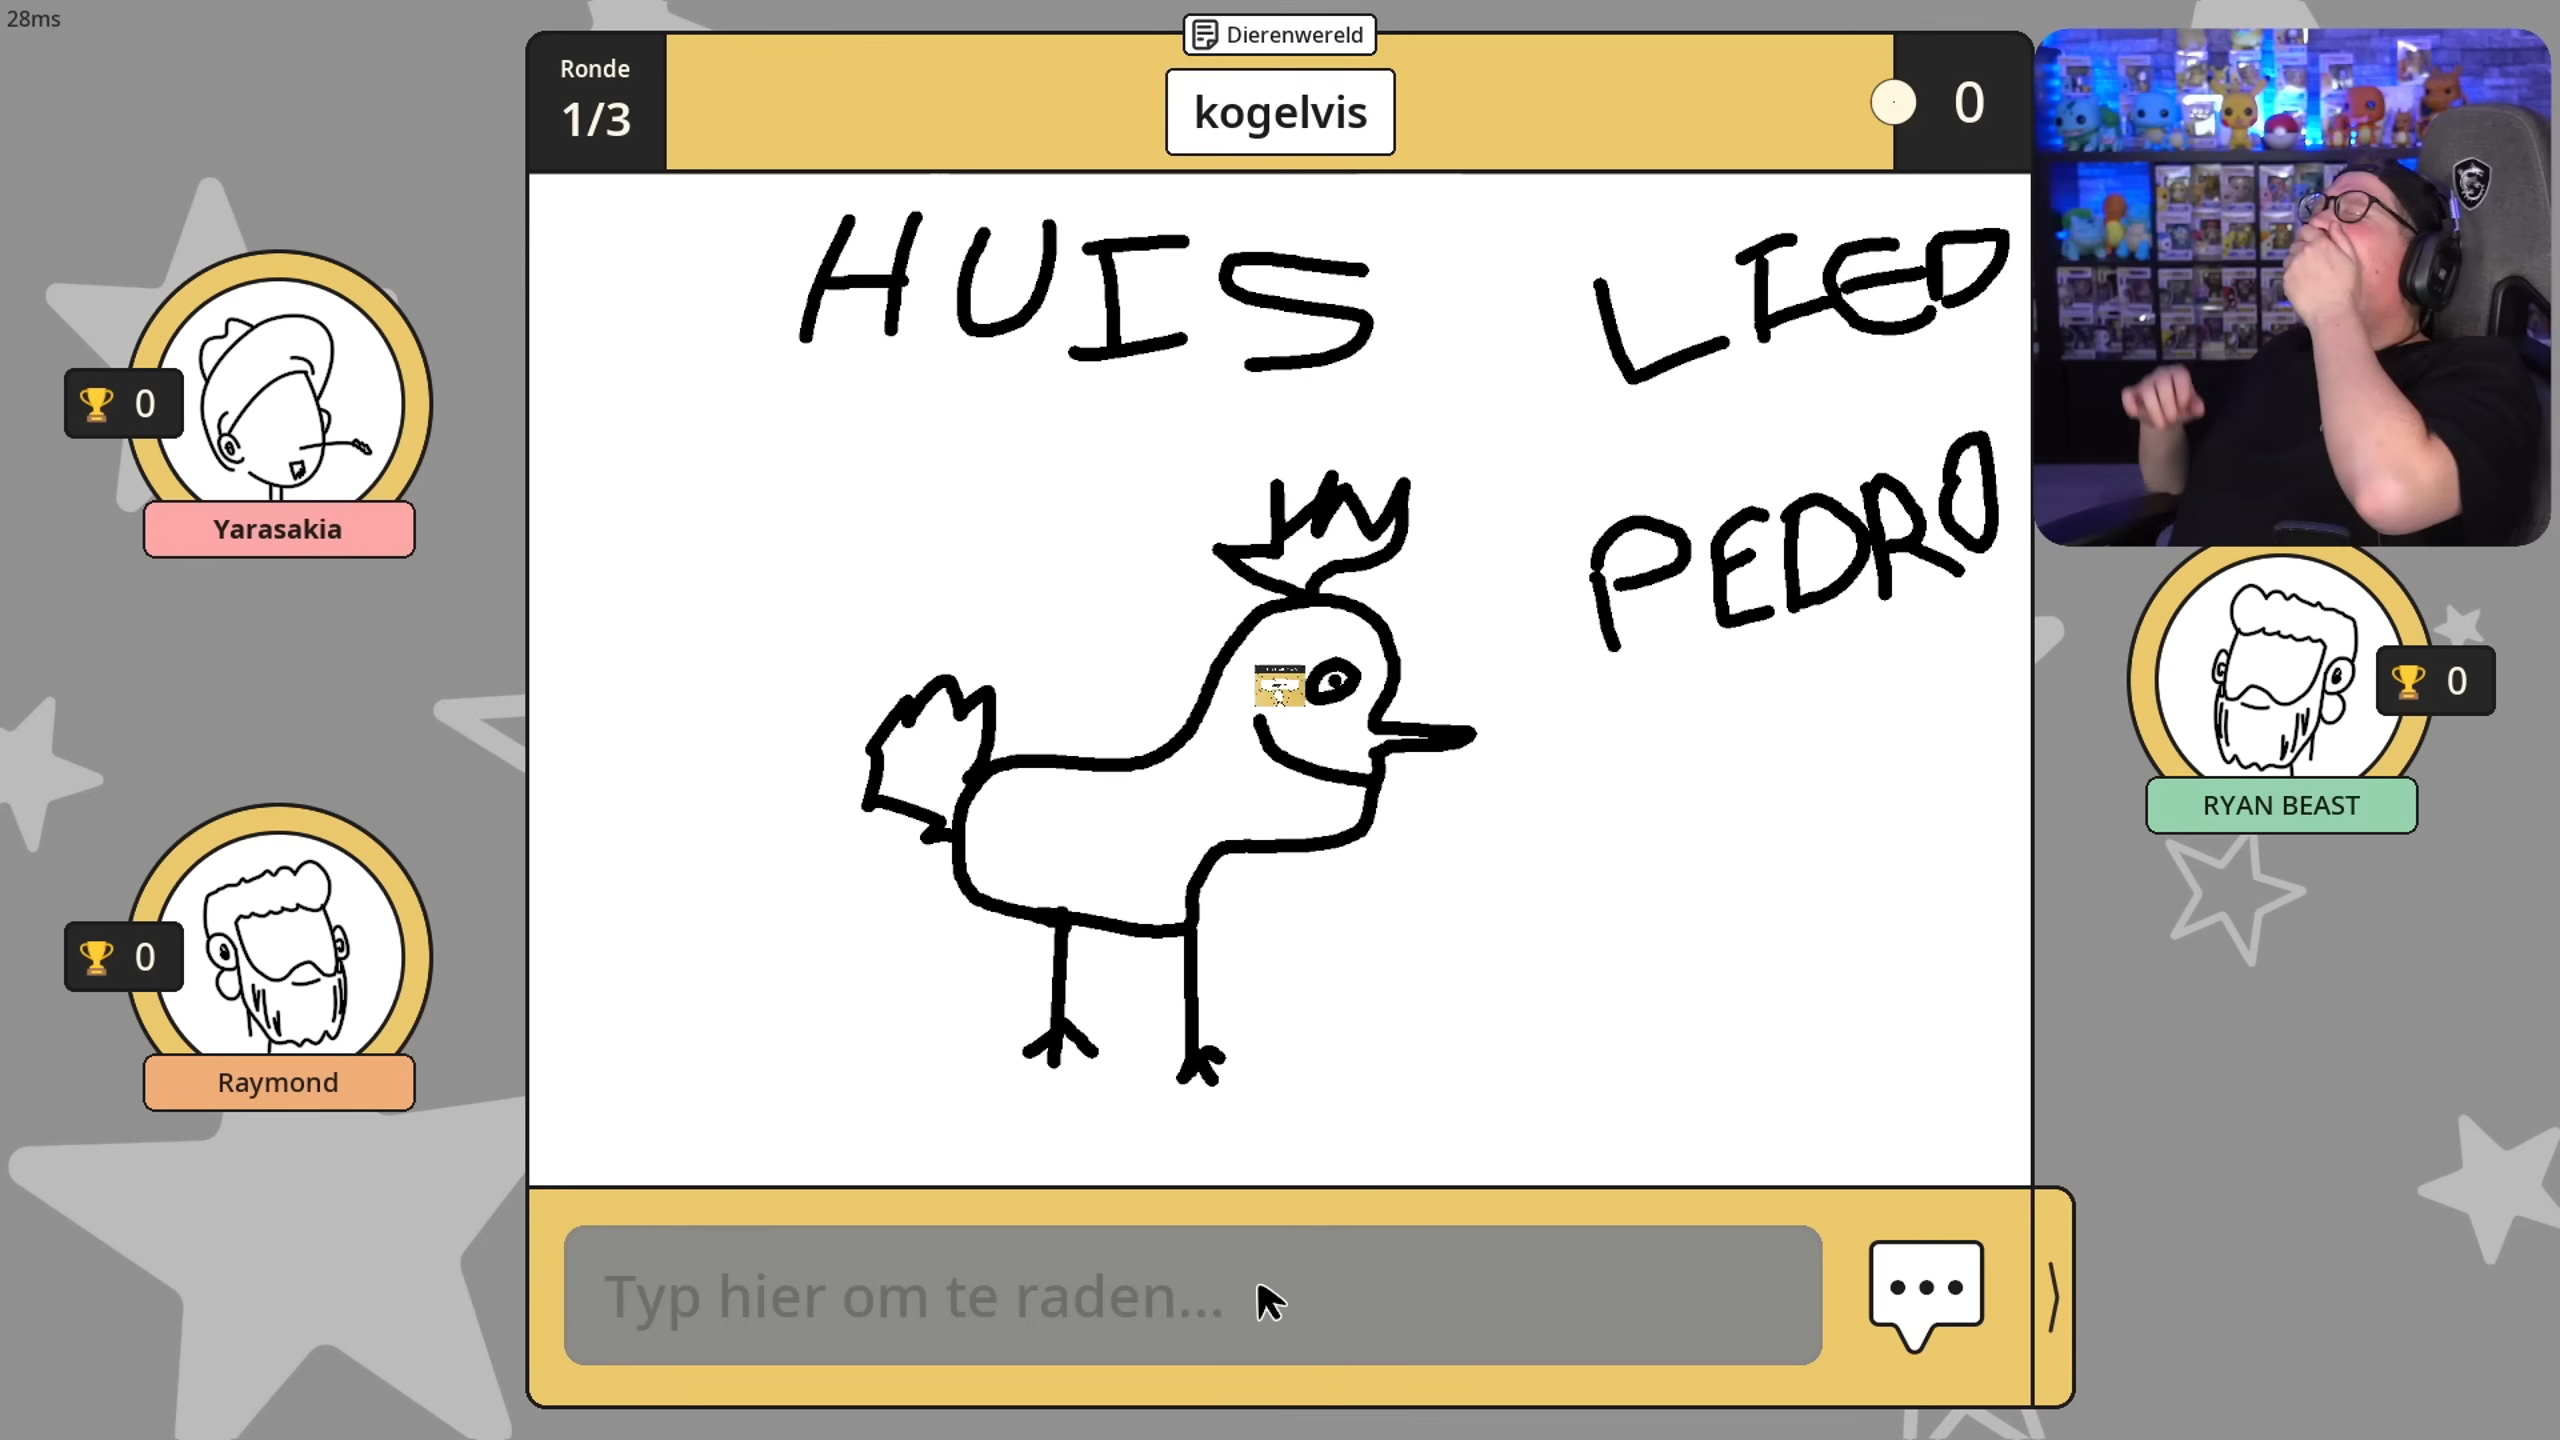 28ms
Dierenwereld
Ronde
1/3
kogelvis
0
HUIS LIED
PEDRO
0
Yarasakia
0
RYAN BEAST
0
Raymond
Typ hier om te raden...